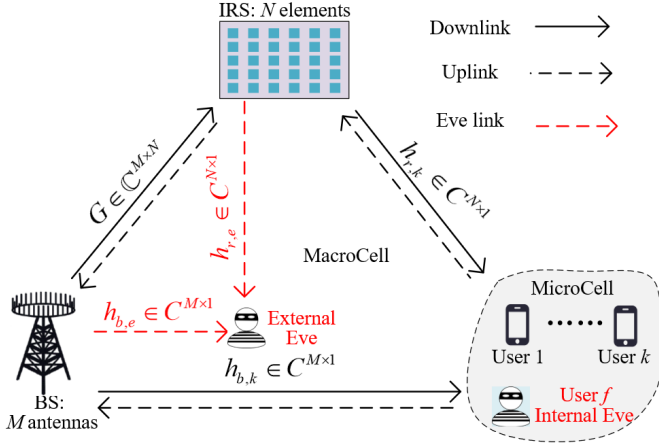 IRS: N elements
Downlink
Uplink
Eve link
G ∈ ℂ^{M×N}
h_{r,e} ∈ C^{N×1}
h_{r,k} ∈ C^{N×1}
MacroCell
h_{b,e} ∈ C^{M×1}
External
Eve
MicroCell
User 1
User k
h_{b,k} ∈ C^{M×1}
BS:
M antennas
User f
Internal Eve